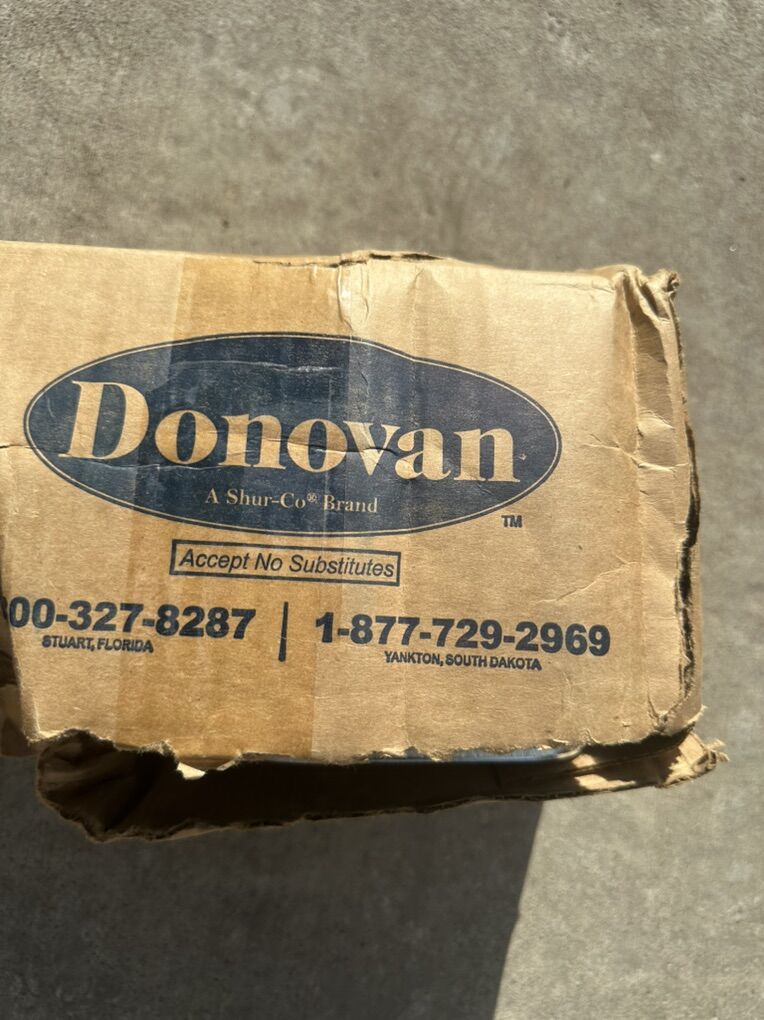 Donovan
A Shur-Co® Brand
TM
Accept No Substitutes
00-327-8287 | 1-877-729-2969
STUART, FLORIDA
YANKTON, SOUTH DAKOTA